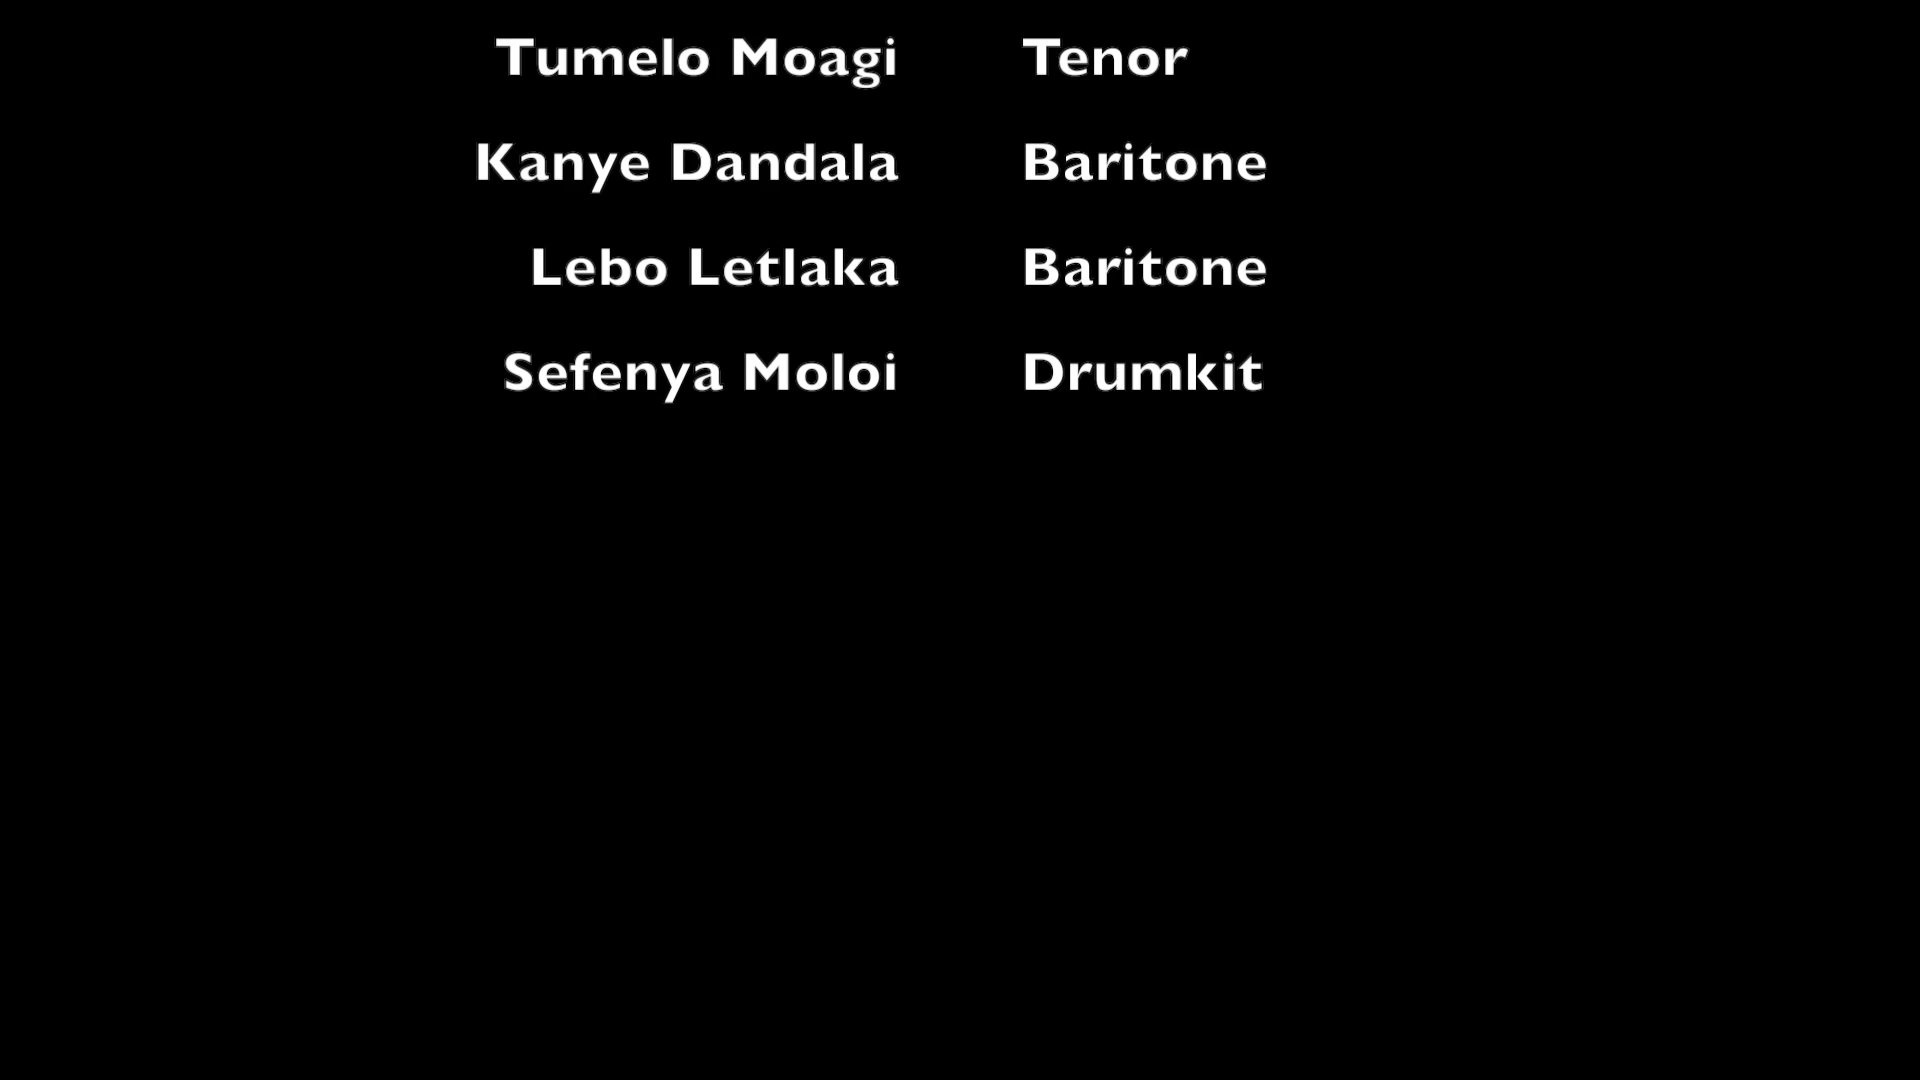 Tumelo Moagi Tenor
Kanye Dandala Baritone
Lebo Letlaka Baritone
Sefenya Moloi Drumkit